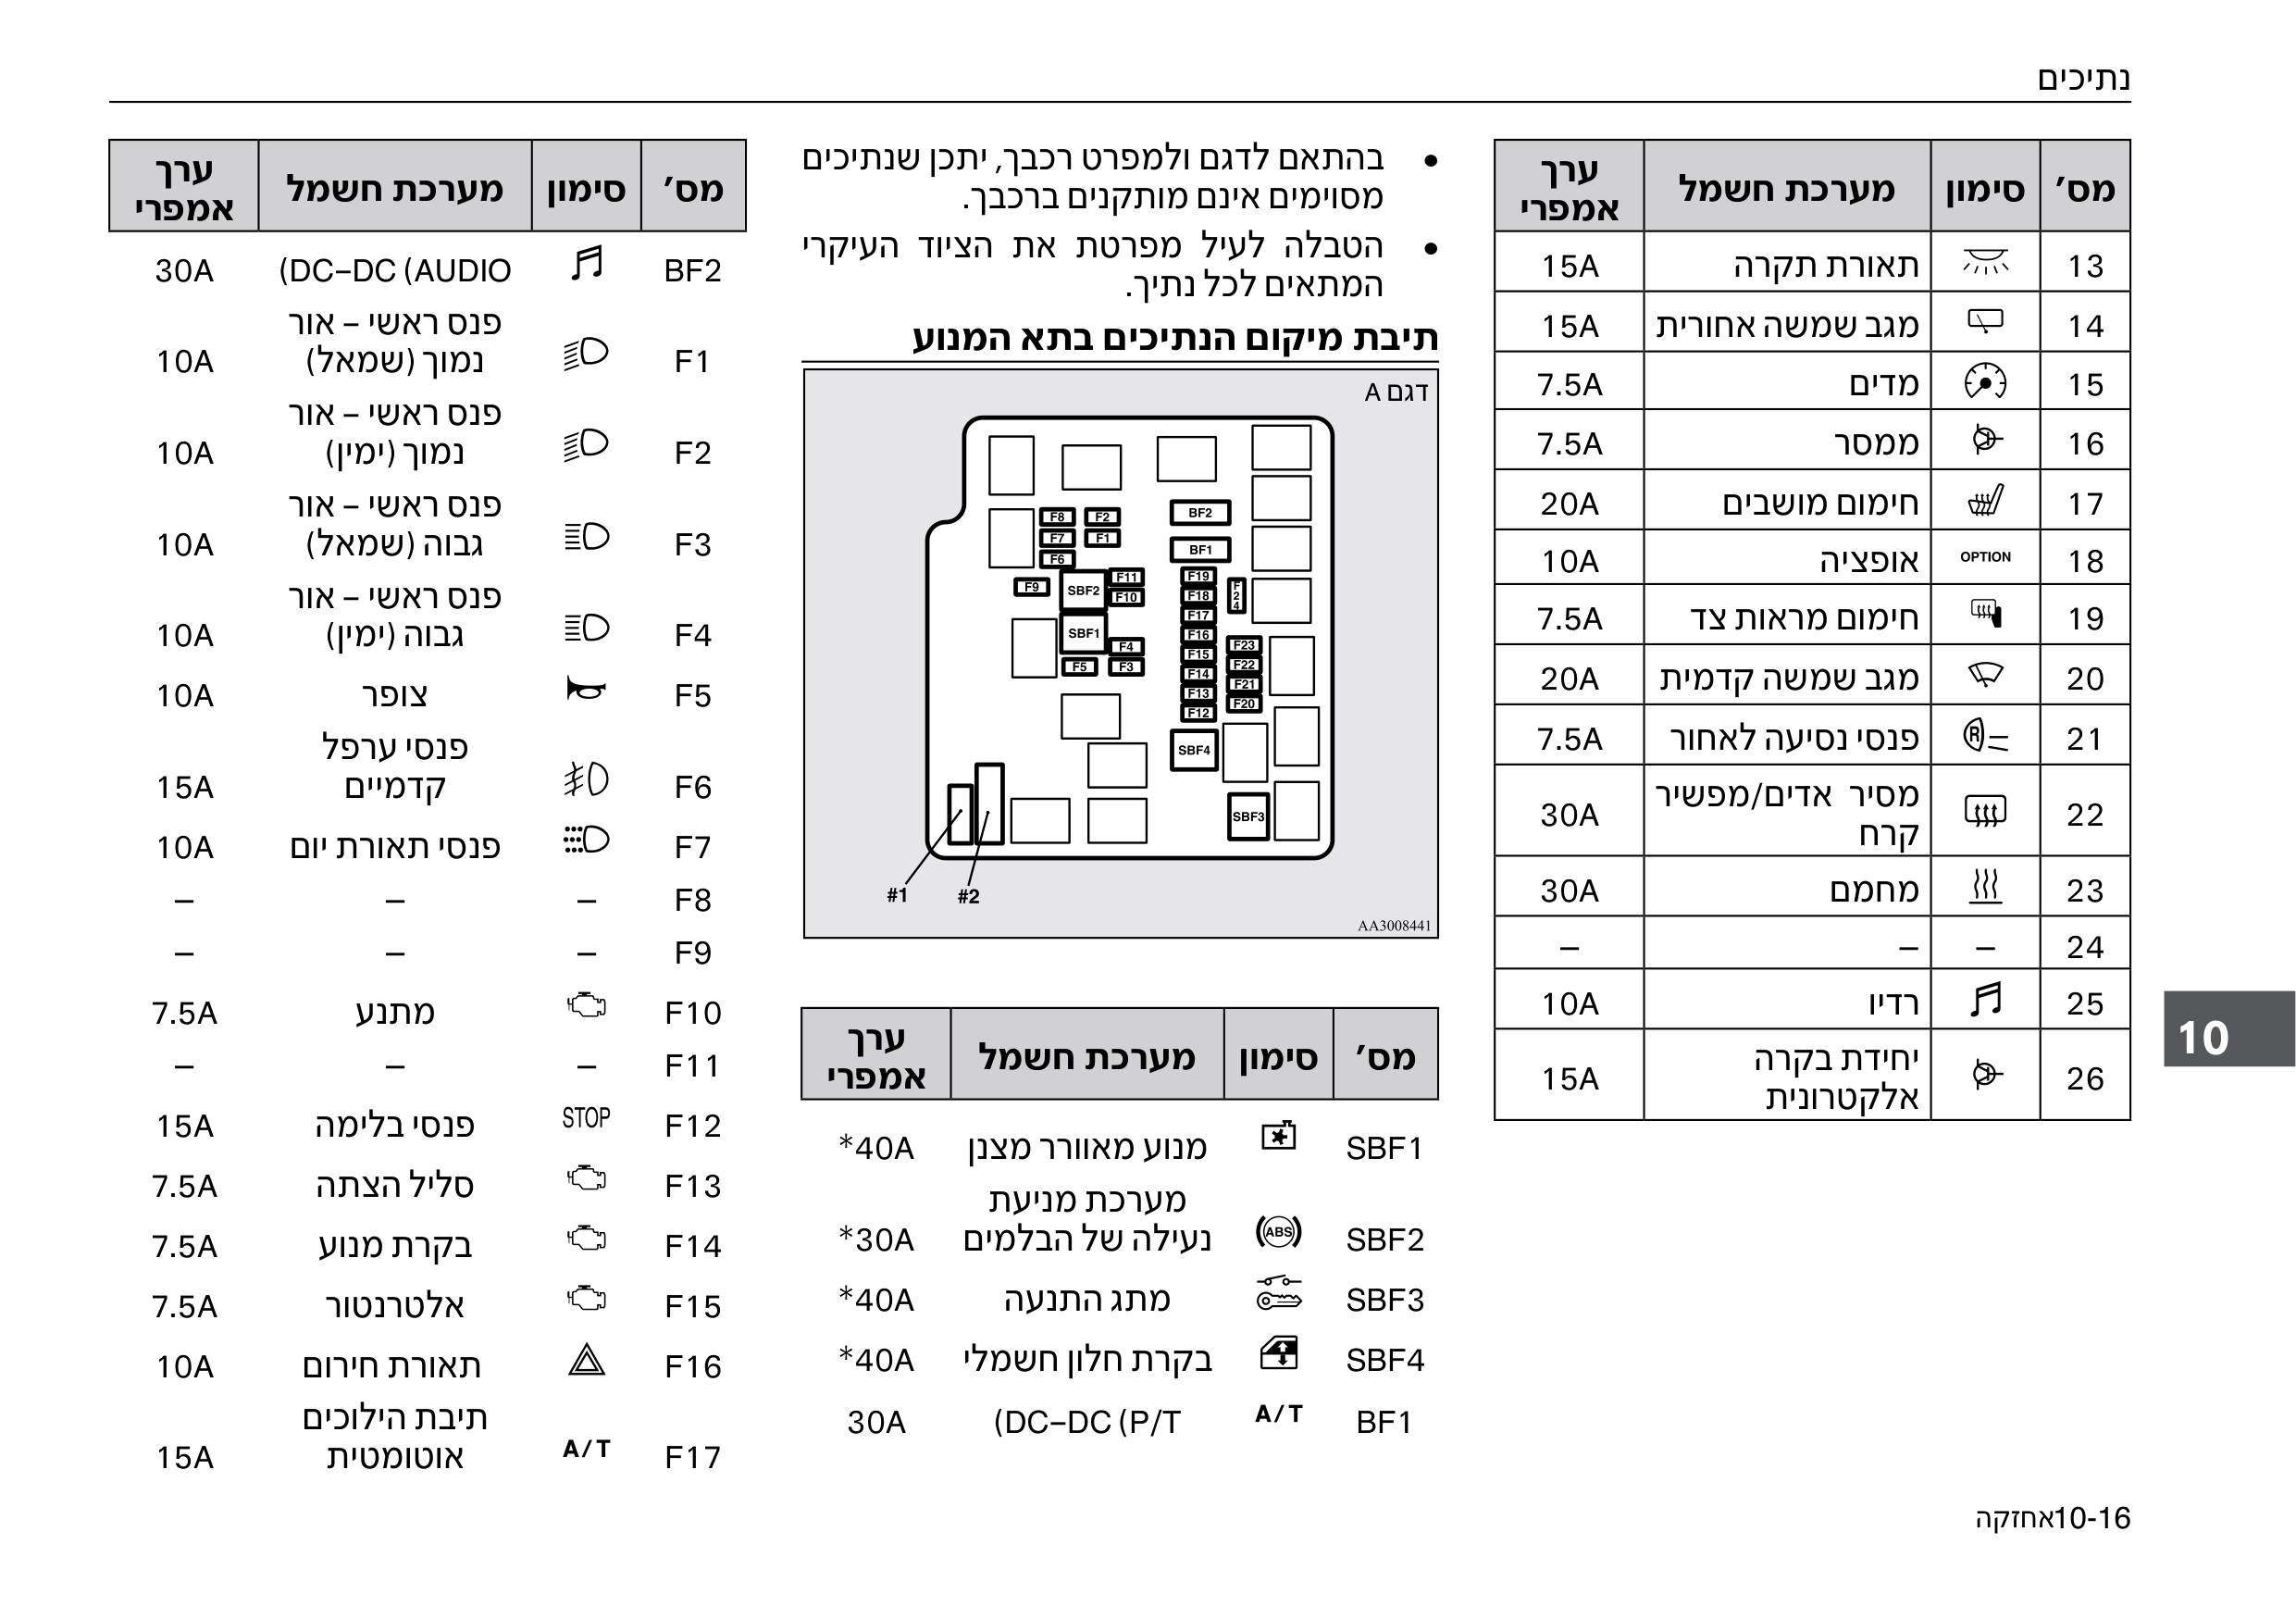 נתיכים
מס' סימון מערכת חשמל ערך אמפרי
13 תאורת תקרה 15A
14 מגב שמשה אחורית 15A
15 מדים 7.5A
16 ממסר 7.5A
17 חימום מושבים 20A
18 OPTION אופציה 10A
19 חימום מראות צד 7.5A
20 מגב שמשה קדמית 20A
21 R פנסי נסיעה לאחור 7.5A
22 מסיר אדים/מפשיר
קרח 30A
23 מחמם 30A
24 – – –
25 רדיו 10A
26 יחידת בקרה
אלקטרונית 15A
• בהתאם לדגם ולמפרט רכבך, יתכן שנתיכים
מסוימים אינם מותקנים ברכבך.
• הטבלה לעיל מפרטת את הציוד העיקרי
המתאים לכל נתיך.
תיבת מיקום הנתיכים בתא המנוע
דגם A
F8 F2 BF2
F7 F1
F6 BF1
F9 SBF2 F11 F19 F24
F10 F18
F17
SBF1 F16
F4 F15 F23
F5 F3 F14 F22
F13 F21
F12 F20
SBF4
SBF3
#1 #2
AA3008441
מס' סימון מערכת חשמל ערך אמפרי
SBF1 מנוע מאוורר מצנן *40A
SBF2 ABS מערכת מניעת
נעילה של הבלמים *30A
SBF3 מתג התנעה *40A
SBF4 בקרת חלון חשמלי *40A
BF1 A/T (DC–DC (P/T 30A
מס' סימון מערכת חשמל ערך אמפרי
BF2 (DC–DC (AUDIO 30A
F1 פנס ראשי – אור
נמוך (שמאל) 10A
F2 פנס ראשי – אור
נמוך (ימין) 10A
F3 פנס ראשי – אור
גבוה (שמאל) 10A
F4 פנס ראשי – אור
גבוה (ימין) 10A
F5 צופר 10A
F6 פנסי ערפל
קדמיים 15A
F7 פנסי תאורת יום 10A
F8 – – –
F9 – – –
F10 מתנע 7.5A
F11 – – –
F12 STOP פנסי בלימה 15A
F13 סליל הצתה 7.5A
F14 בקרת מנוע 7.5A
F15 אלטרנטור 7.5A
F16 תאורת חירום 10A
F17 A/T תיבת הילוכים
אוטומטית 15A
10
10-16אחזקה